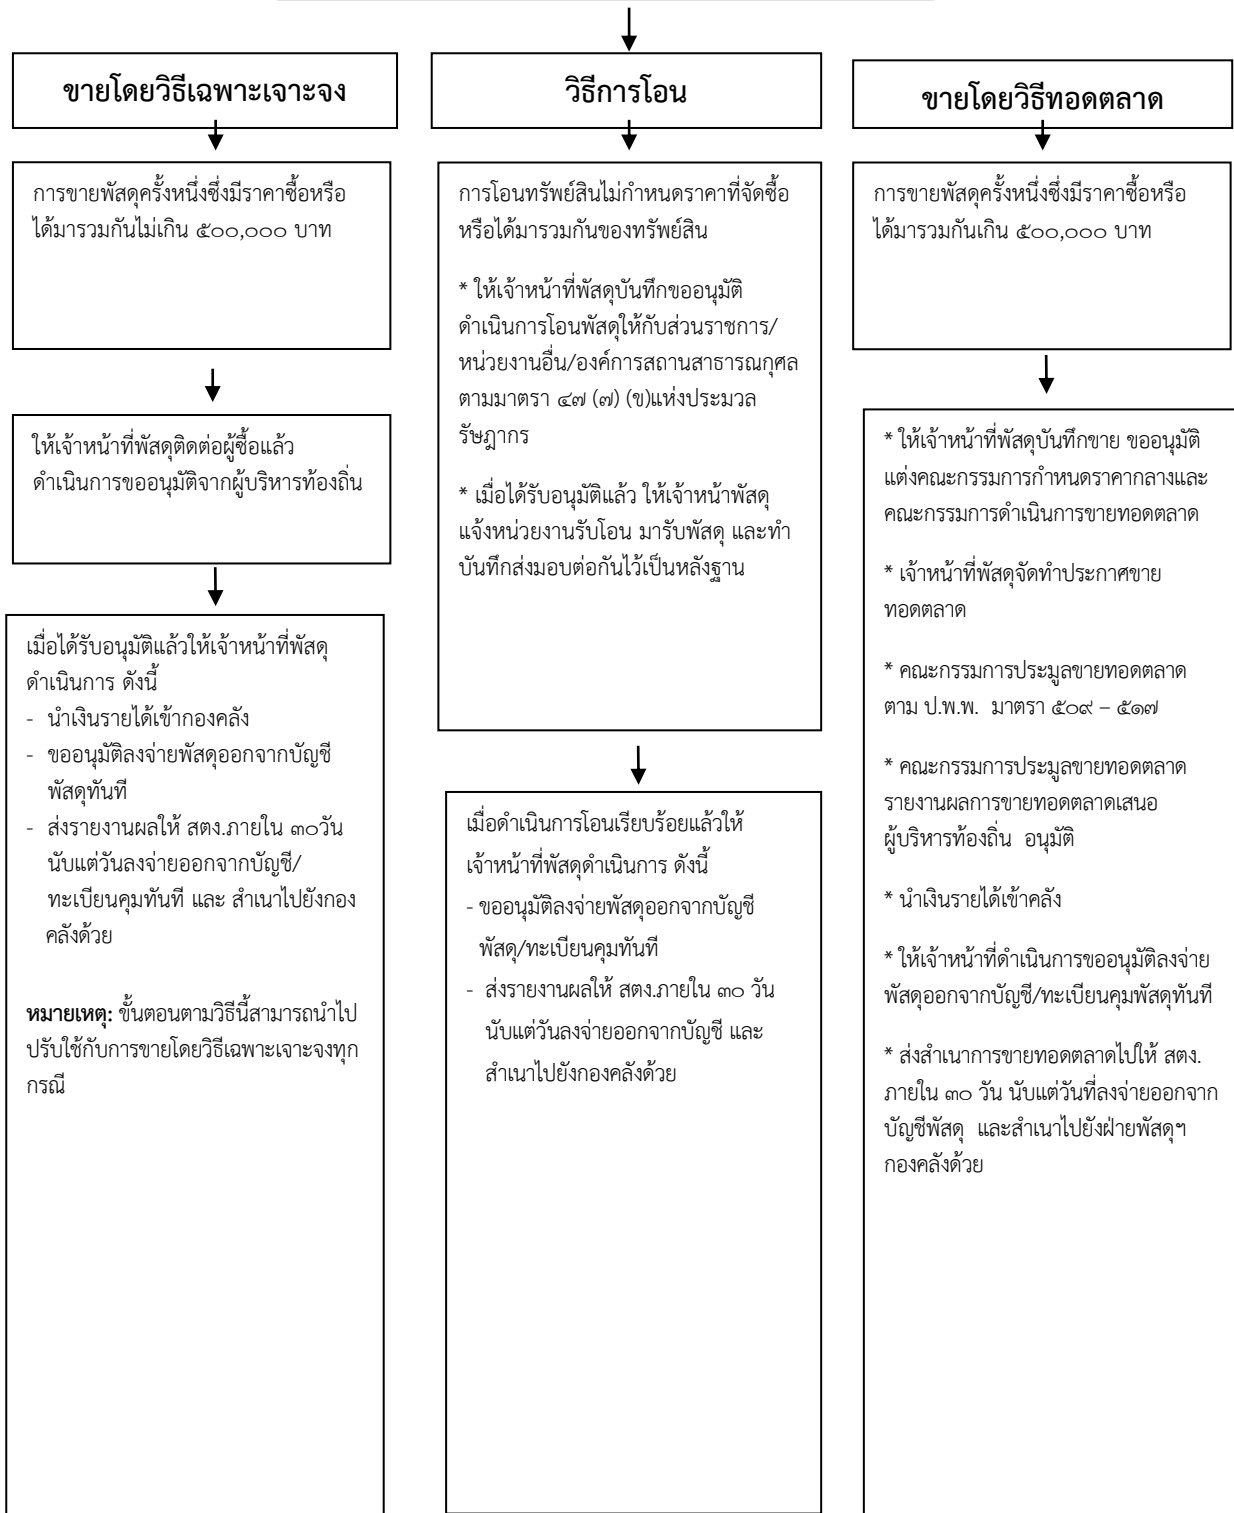 ขายโดยวิธีเฉพาะเจาะจง
การขายพัสดุครั้งหนึ่งซึ่งมีราคาซื้อหรือ
ได้มารวมกันไม่เกิน ๕๐๐,๐๐๐ บาท
ให้เจ้าหน้าที่พัสดุติดต่อผู้ซื้อแล้ว
ดำเนินการขออนุมัติจากผู้บริหารท้องถิ่น
เมื่อได้รับอนุมัติแล้วให้เจ้าหน้าที่พัสดุ
ดำเนินการ ดังนี้
- นำเงินรายได้เข้ากองคลัง
- ขออนุมัติลงจ่ายพัสดุออกจากบัญชี
พัสดุทันที
- ส่งรายงานผลให้ สตง.ภายใน ๓๐วัน
นับแต่วันลงจ่ายออกจากบัญชี/
ทะเบียนคุมทันที และ สำเนาไปยังกอง
คลังด้วย
หมายเหตุ: ขั้นตอนตามวิธีนี้สามารถนำไป
ปรับใช้กับการขายโดยวิธีเฉพาะเจาะจงทุก
กรณี
วิธีการโอน
การโอนทรัพย์สินไม่กำหนดราคาที่จัดซื้อ
หรือได้มารวมกันของทรัพย์สิน
* ให้เจ้าหน้าที่พัสดุบันทึกขออนุมัติ
ดำเนินการโอนพัสดุให้กับส่วนราชการ/
หน่วยงานอื่น/องค์การสถานสาธารณกุศล
ตามมาตรา ๔๗ (๗) (ข)แห่งประมวล
รัษฎากร
* เมื่อได้รับอนุมัติแล้ว ให้เจ้าหน้าพัสดุ
แจ้งหน่วยงานรับโอน มารับพัสดุ และทำ
บันทึกส่งมอบต่อกันไว้เป็นหลังฐาน
เมื่อดำเนินการโอนเรียบร้อยแล้วให้
เจ้าหน้าที่พัสดุดำเนินการ ดังนี้
- ขออนุมัติลงจ่ายพัสดุออกจากบัญชี
พัสดุ/ทะเบียนคุมทันที
- ส่งรายงานผลให้ สตง.ภายใน ๓๐ วัน
นับแต่วันลงจ่ายออกจากบัญชี และ
สำเนาไปยังกองคลังด้วย
ขายโดยวิธีทอดตลาด
การขายพัสดุครั้งหนึ่งซึ่งมีราคาซื้อหรือ
ได้มารวมกันเกิน ๕๐๐,๐๐๐ บาท
* ให้เจ้าหน้าที่พัสดุบันทึกขาย ขออนุมัติ
แต่งคณะกรรมการกำหนดราคากลางและ
คณะกรรมการดำเนินการขายทอดตลาด
* เจ้าหน้าที่พัสดุจัดทำประกาศขาย
ทอดตลาด
* คณะกรรมการประมูลขายทอดตลาด
ตาม ป.พ.พ. มาตรา ๕๐๙ – ๕๑๗
* คณะกรรมการประมูลขายทอดตลาด
รายงานผลการขายทอดตลาดเสนอ
ผู้บริหารท้องถิ่น อนุมัติ
* นำเงินรายได้เข้าคลัง
* ให้เจ้าหน้าที่ดำเนินการขออนุมัติลงจ่าย
พัสดุออกจากบัญชี/ทะเบียนคุมพัสดุทันที
* ส่งสำเนาการขายทอดตลาดไปให้ สตง.
ภายใน ๓๐ วัน นับแต่วันที่ลงจ่ายออกจาก
บัญชีพัสดุ และสำเนาไปยังฝ่ายพัสดุฯ
กองคลังด้วย